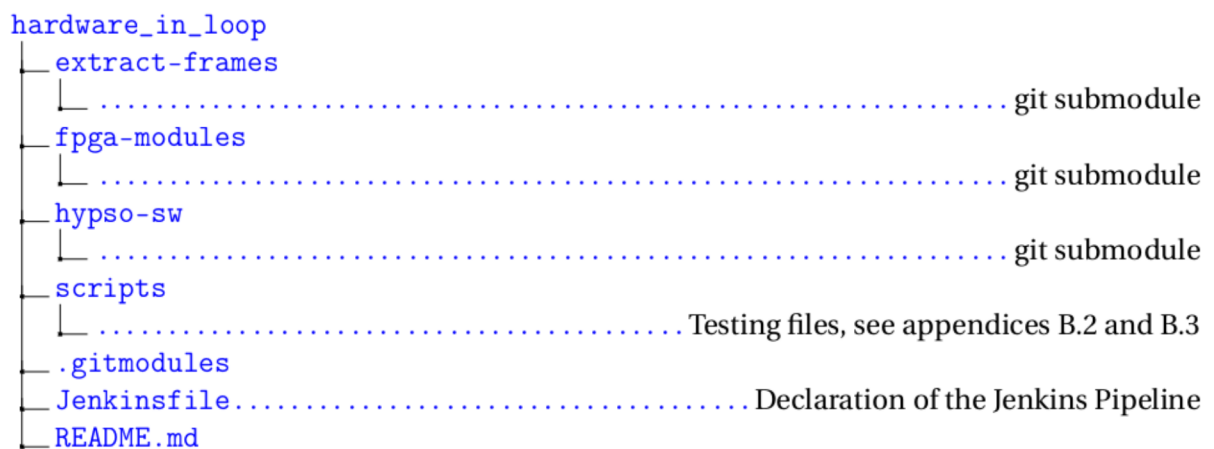 hardware_in_loop
extract-frames
........ git submodule
fpga-modules
........ git submodule
hypso-sw
........ git submodule
scripts
........ Testing files, see appendices B.2 and B.3
.gitmodules
Jenkinsfile........ Declaration of the Jenkins Pipeline
README.md